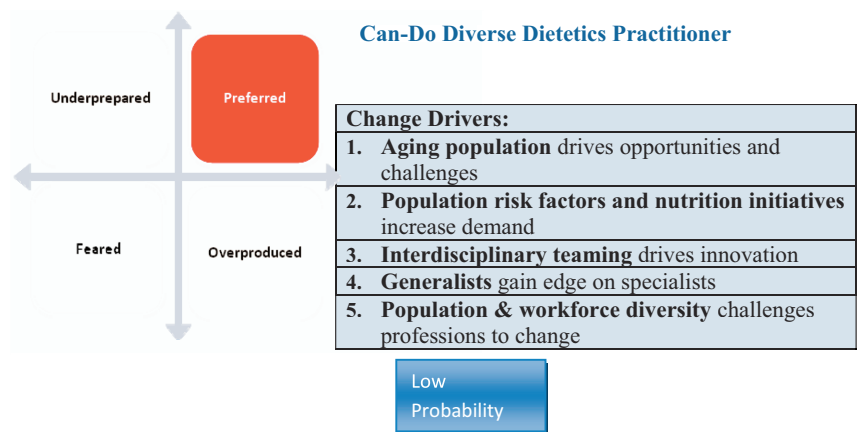 Can-Do Diverse Dietetics Practitioner
Underprepared
Preferred
Feared
Overproduced
Change Drivers:
1. Aging population drives opportunities and
challenges
2. Population risk factors and nutrition initiatives
increase demand
3. Interdisciplinary teaming drives innovation
4. Generalists gain edge on specialists
5. Population & workforce diversity challenges
professions to change
Low
Probability